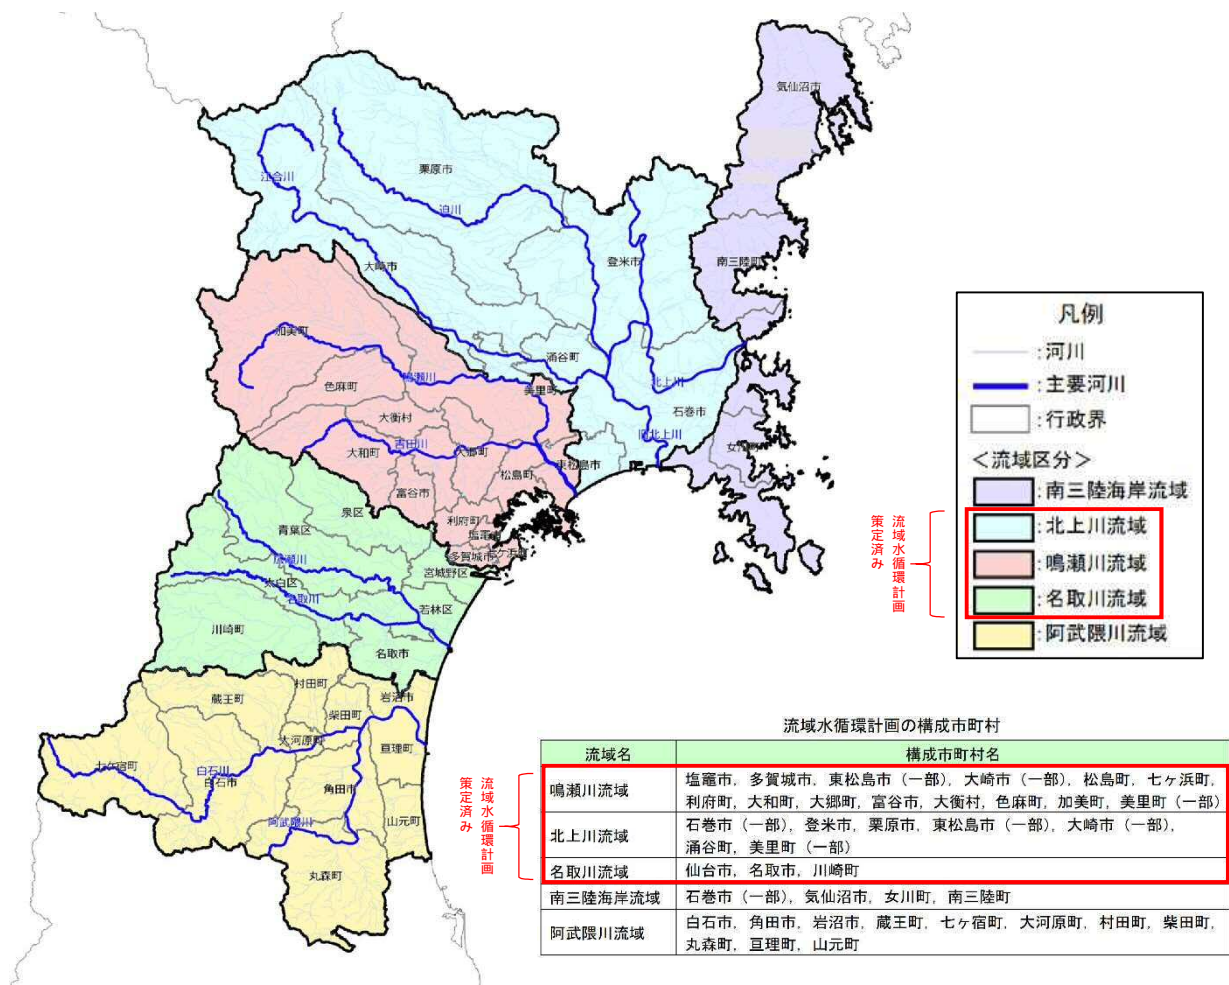 気仙沼市
栗原市
江合川
迫川
登米市
南三陸町
大崎市
加美町
涌谷町
色麻町
鳴瀬川
美里町
北上川
大衡村
石巻市
吉田川
旧北上川
大和町
大郷町
女川町
東松島市
松島町
富谷市
泉区
利府町
青葉区
塩竈市
多賀城市
七ヶ浜町
広瀬川
宮城野区
太白区
名取川
若林区
川崎町
名取市
村田町
蔵王町
岩沼市
柴田町
大河原町
亘理町
七ケ宿町
白石川
白石市
角田市
阿武隈川
山元町
丸森町
凡例
:河川
:主要河川
:行政界
＜流域区分＞
:南三陸海岸流域
:北上川流域
:鳴瀬川流域
:名取川流域
:阿武隈川流域
流域水循環計画
策定済み
流域水循環計画の構成市町村
流域名 構成市町村名
鳴瀬川流域 塩竈市，多賀城市，東松島市（一部），大崎市（一部），松島町，七ヶ浜町，
利府町，大和町，大郷町，富谷市，大衡村，色麻町，加美町，美里町（一部）
北上川流域 石巻市（一部），登米市，栗原市，東松島市（一部），大崎市（一部），
涌谷町，美里町（一部）
名取川流域 仙台市，名取市，川崎町
南三陸海岸流域 石巻市（一部），気仙沼市，女川町，南三陸町
阿武隈川流域 白石市，角田市，岩沼市，蔵王町，七ヶ宿町，大河原町，村田町，柴田町，
丸森町，亘理町，山元町
流域水循環計画
策定済み